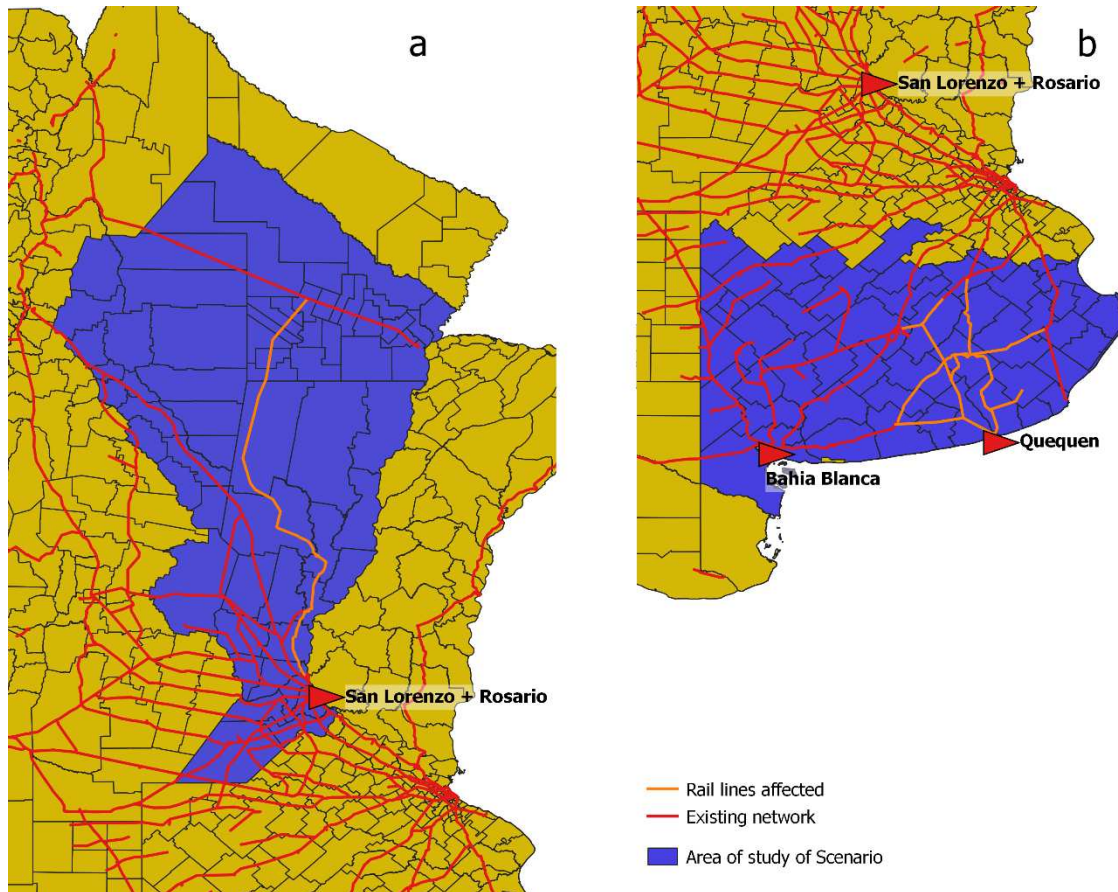 a
San Lorenzo + Rosario
b
San Lorenzo + Rosario
Quequen
Bahia Blanca
Rail lines affected
Existing network
Area of study of Scenario